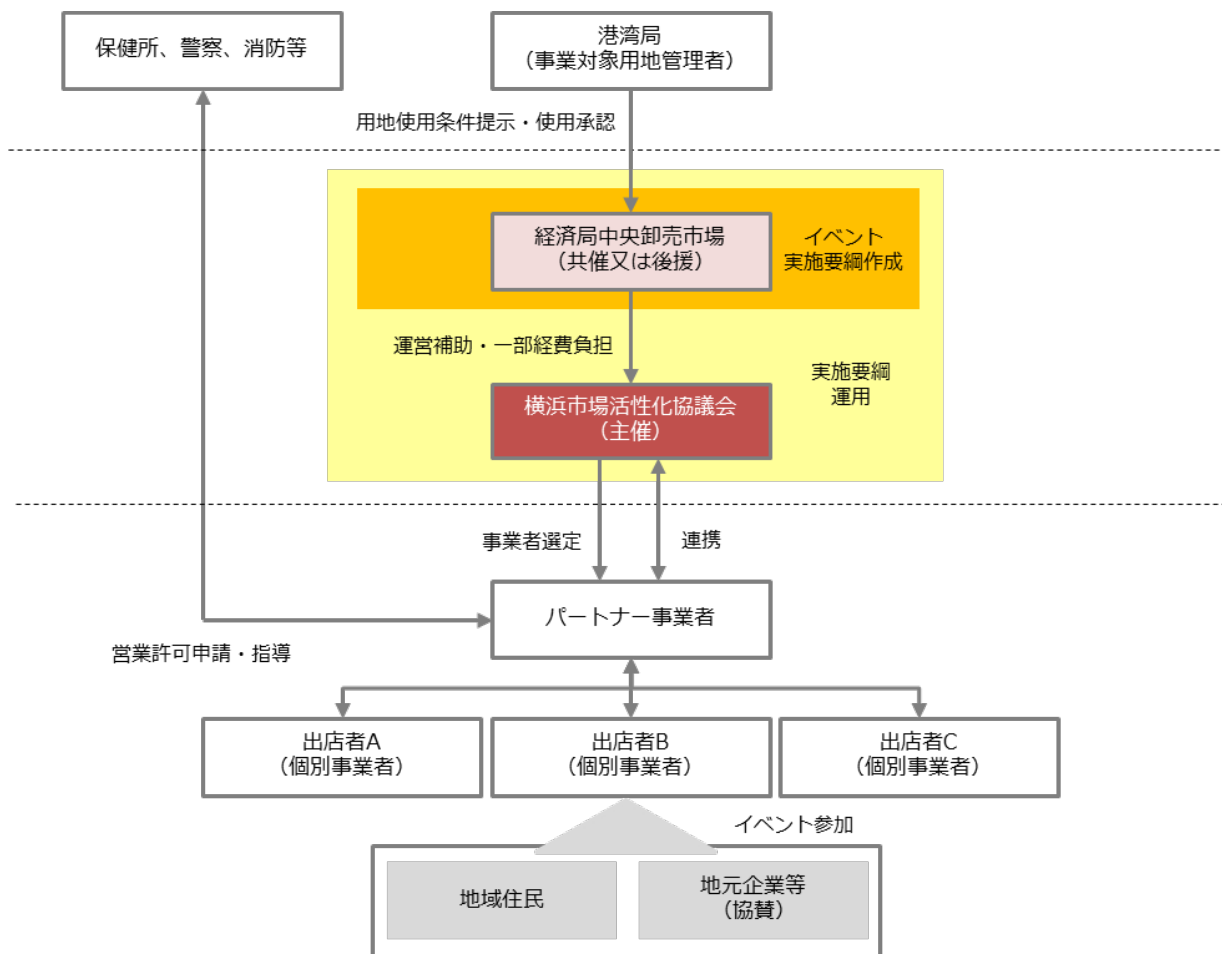 保健所、警察、消防等
港湾局
（事業対象用地管理者）
用地使用条件提示・使用承認
経済局中央卸売市場
（共催又は後援）
イベント
実施要綱作成
運営補助・一部経費負担
実施要綱
運用
横浜市場活性化協議会
（主催）
事業者選定
連携
パートナー事業者
営業許可申請・指導
出店者A
（個別事業者）
出店者B
（個別事業者）
出店者C
（個別事業者）
イベント参加
地域住民
地元企業等
（協賛）